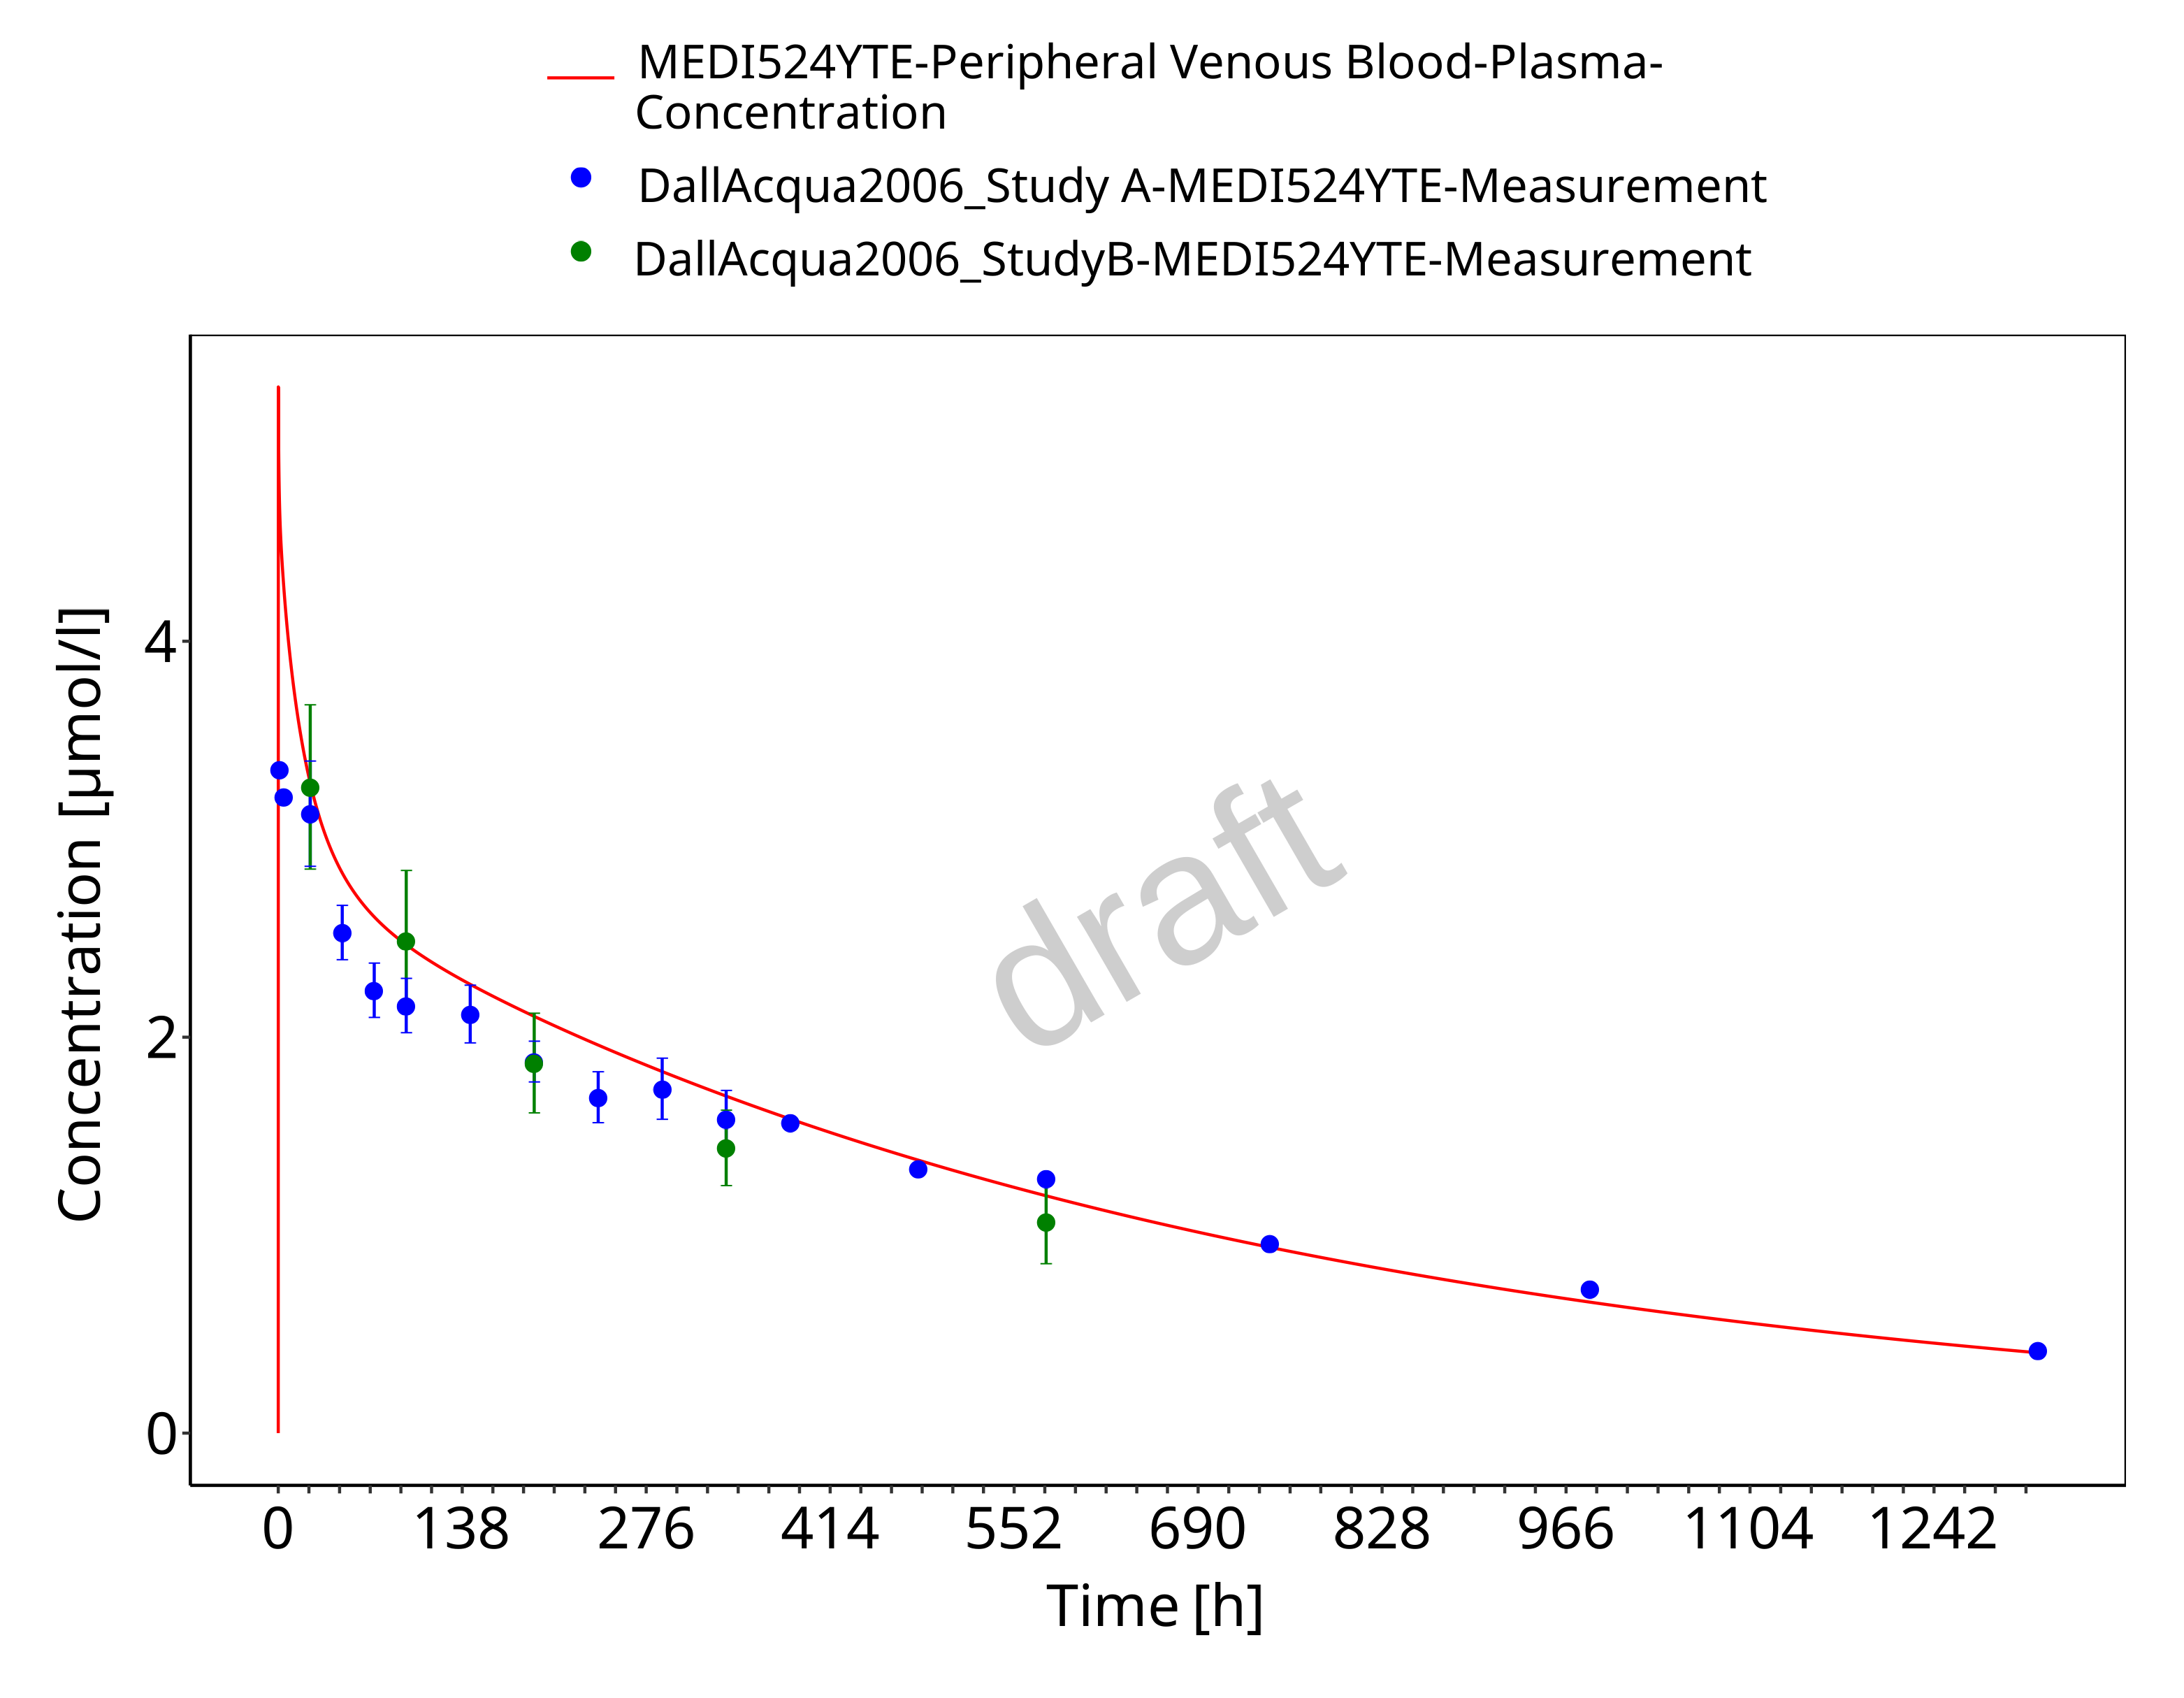 MEDI524YTE-Peripheral Venous Blood-Plasma-
Concentration
DallAcqua2006_Study A-MEDI524YTE-Measurement
DallAcqua2006_StudyB-MEDI524YTE-Measurement
Concentration [µmol/l]
4
2
0
draft
0 138 276 414 552 690 828 966 1104 1242
Time [h]